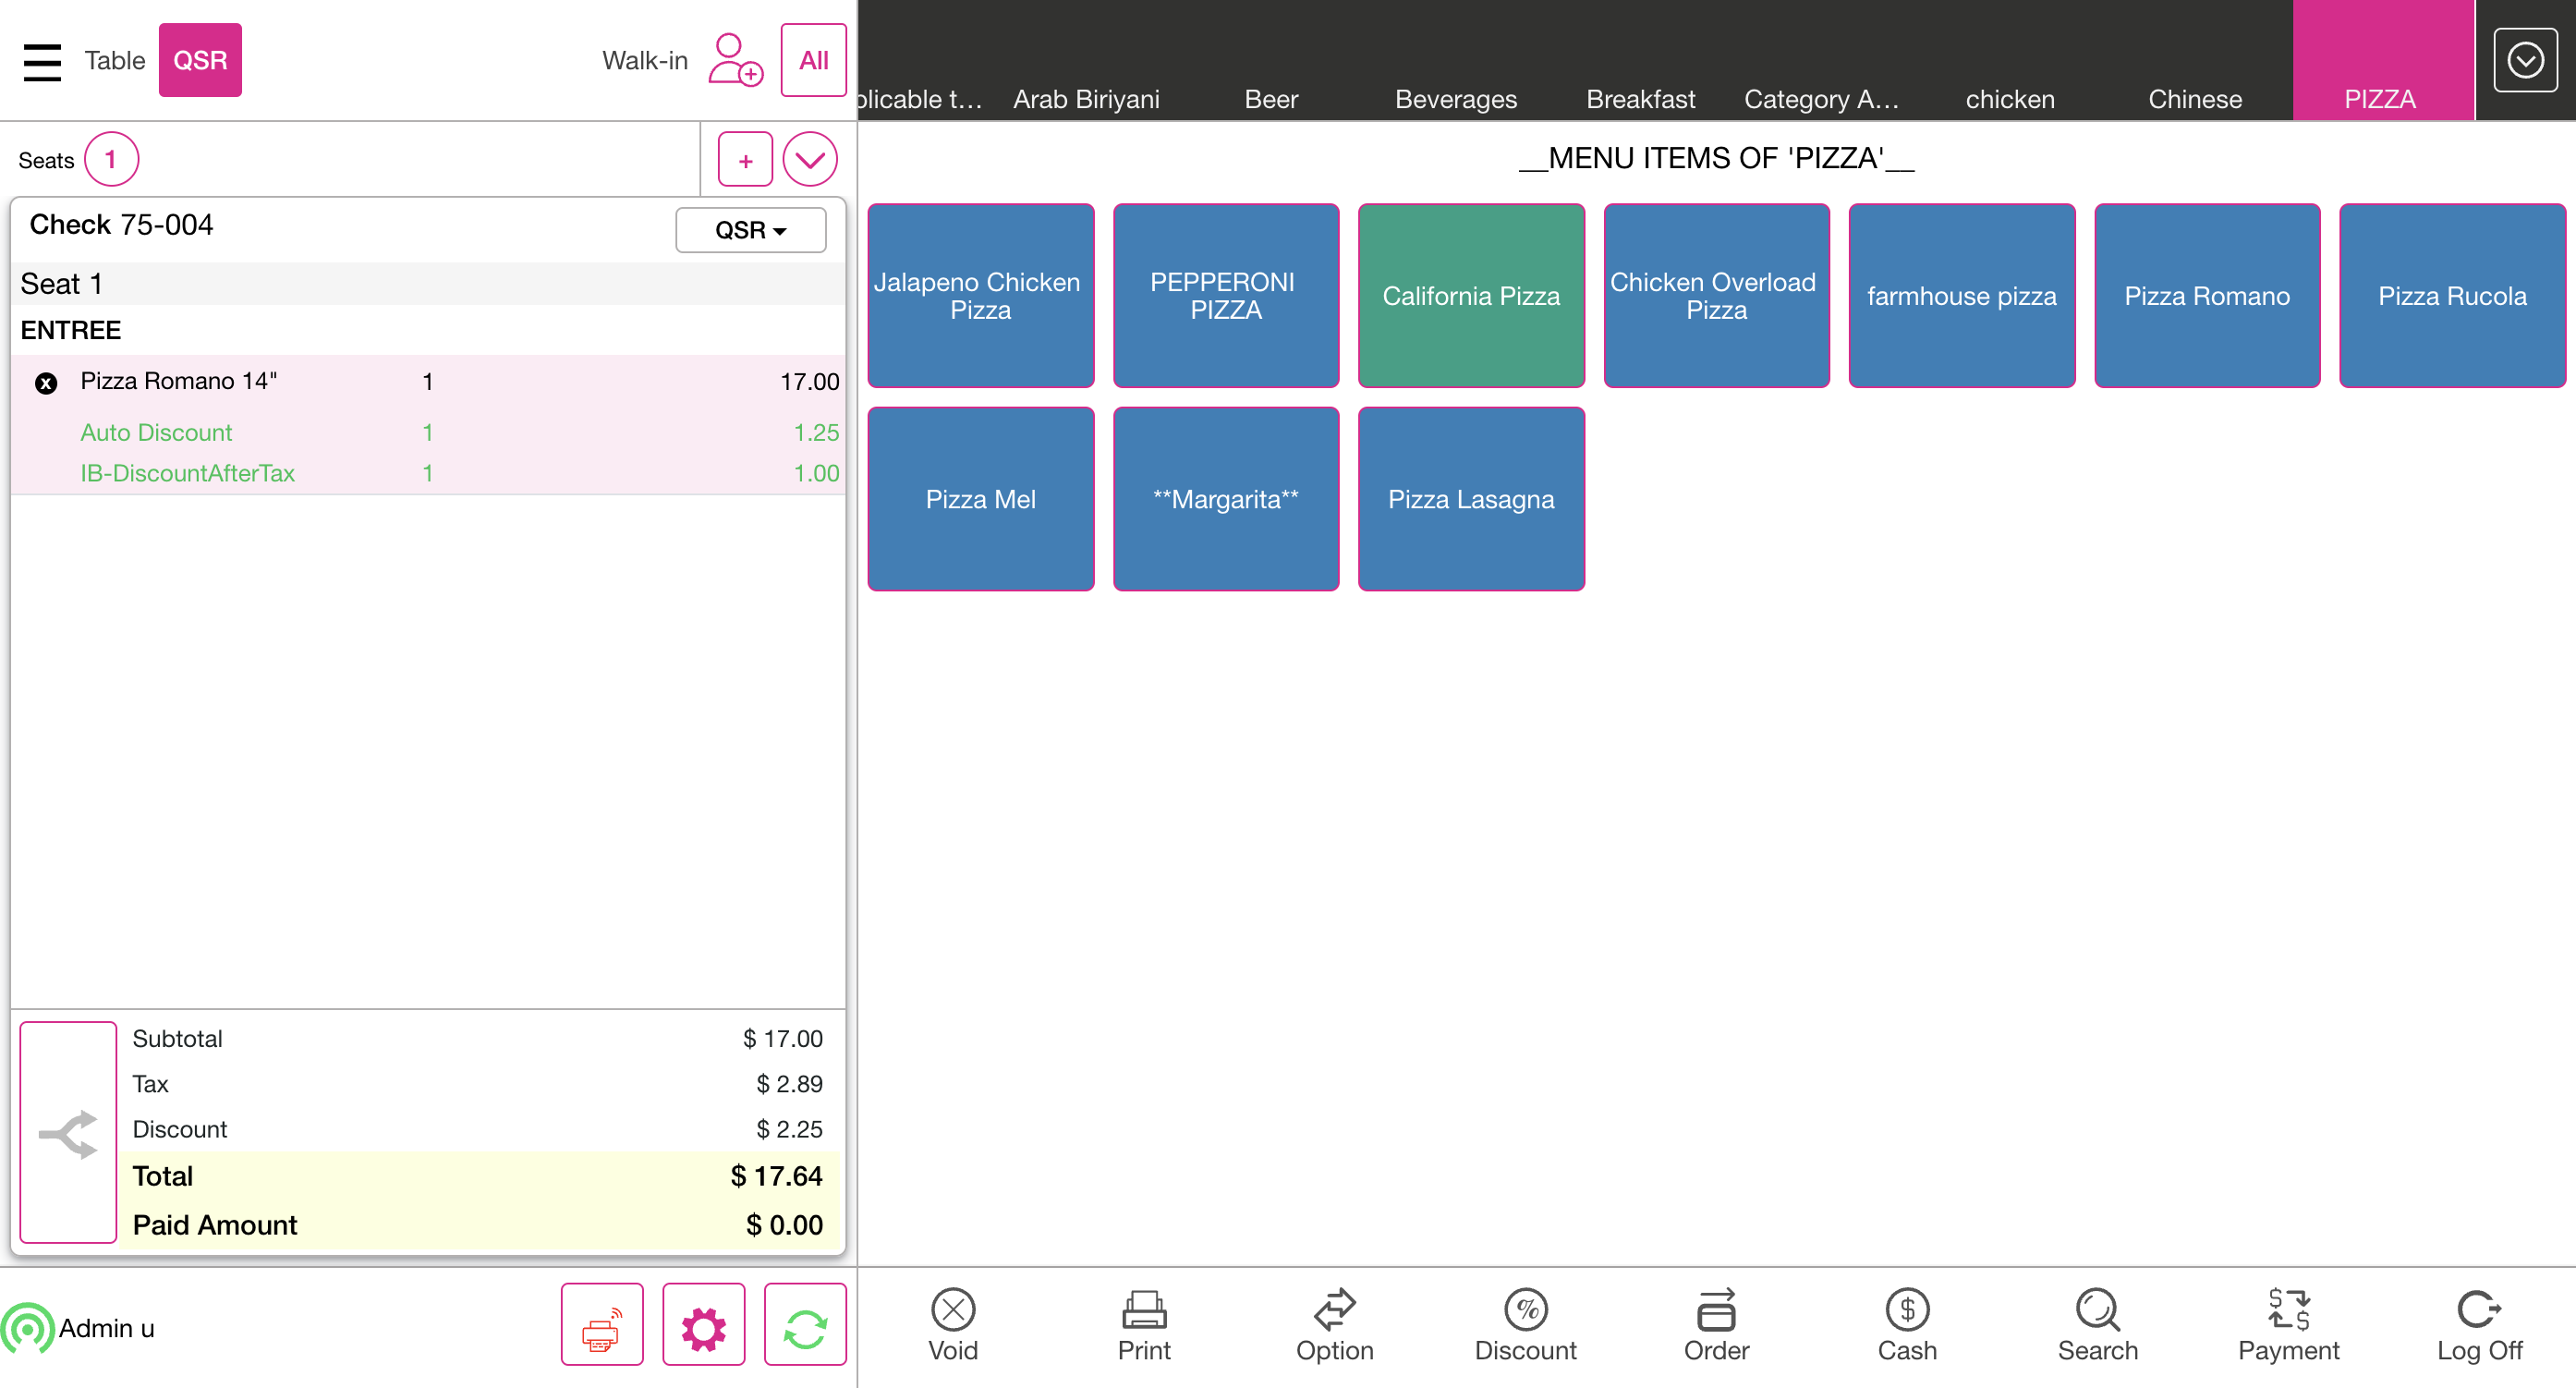 Table
QSR
Walk-in
All
plicable t...
Arab Biriyani
Beer
Beverages
Breakfast
Category A...
chicken
Chinese
PIZZA
Seats 1
+
Check 75-004
QSR
Seat 1
ENTREE
Pizza Romano 14" 1 17.00
Auto Discount 1 1.25
IB-DiscountAfterTax 1 1.00
Subtotal $ 17.00
Tax $ 2.89
Discount $ 2.25
Total $ 17.64
Paid Amount $ 0.00
Admin u
__MENU ITEMS OF 'PIZZA'__
Jalapeno Chicken
Pizza
PEPPERONI
PIZZA
California Pizza
Chicken Overload
Pizza
farmhouse pizza
Pizza Romano
Pizza Rucola
Pizza Mel
**Margarita**
Pizza Lasagna
Void
Print
Option
Discount
Order
Cash
Search
Payment
Log Off